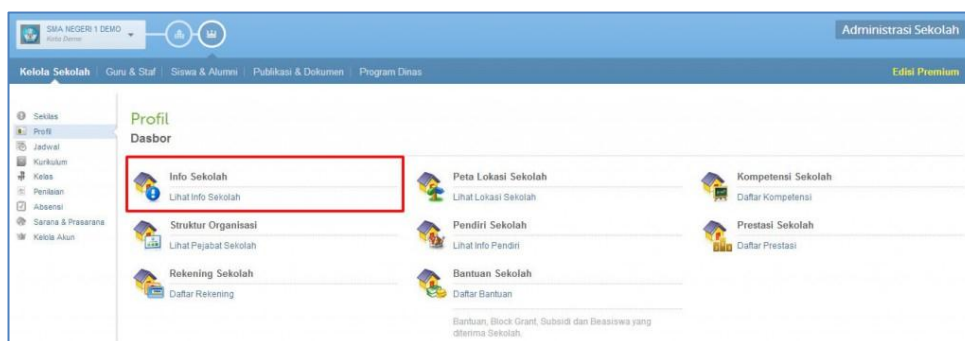 SMA NEGERI 1 DEMO
Kota Demo
Administrasi Sekolah
Kelola Sekolah
Guru & Staf
Siswa & Alumni
Publikasi & Dokumen
Program Dinas
Edisi Premium
Sekilas
Profil
Jadwal
Kurikulum
Kelas
Penilaian
Absensi
Sarana & Prasarana
Kelola Akun
Profil
Dasbor
Info Sekolah
Lihat Info Sekolah
Peta Lokasi Sekolah
Lihat Lokasi Sekolah
Kompetensi Sekolah
Daftar Kompetensi
Struktur Organisasi
Lihat Pejabat Sekolah
Pendiri Sekolah
Lihat Info Pendiri
Prestasi Sekolah
Daftar Prestasi
Rekening Sekolah
Daftar Rekening
Bantuan Sekolah
Daftar Bantuan
Bantuan, Block Grant, Subsidi dan Beasiswa yang
diterima Sekolah.